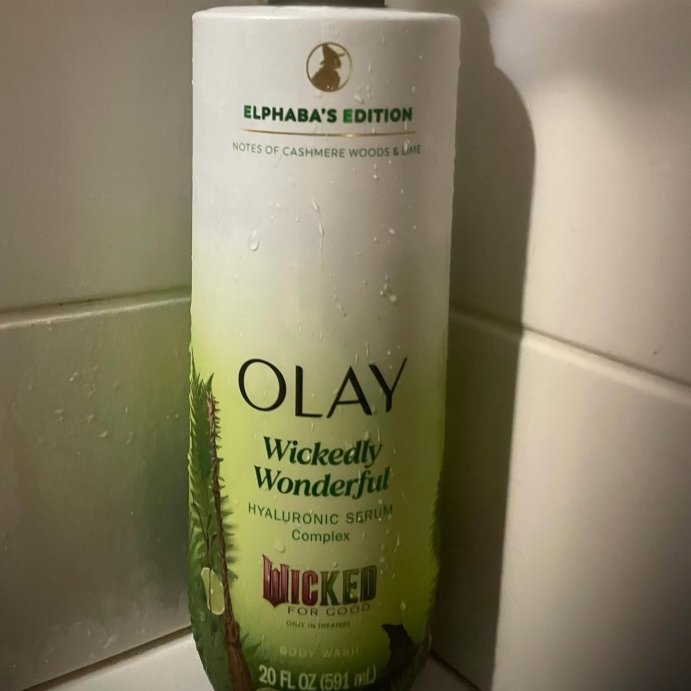 ELPHABA'S EDITION
NOTES OF CASHMERE WOODS & LIME
OLAY
Wickedly
Wonderful
HYALURONIC SERUM
Complex
WICKED
FOR GOOD
ONLY IN THEATERS
BODY WASH
20 FL OZ (591 mL)